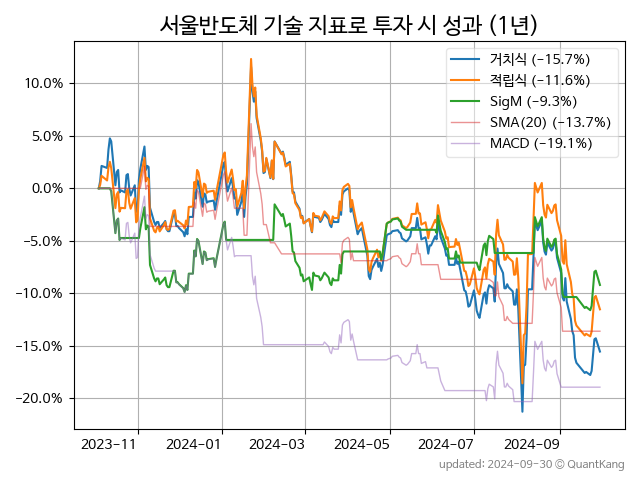 서울반도체 기술 지표로 투자 시 성과 (1년)
거치식 (−15.7%)
적립식 (−11.6%)
SigM (−9.3%)
SMA(20) (−13.7%)
MACD (−19.1%)
10.0%
5.0%
0.0%
−5.0%
−10.0%
−15.0%
−20.0%
2023-11 2024-01 2024-03 2024-05 2024-07 2024-09
updated: 2024-09-30 © QuantKang